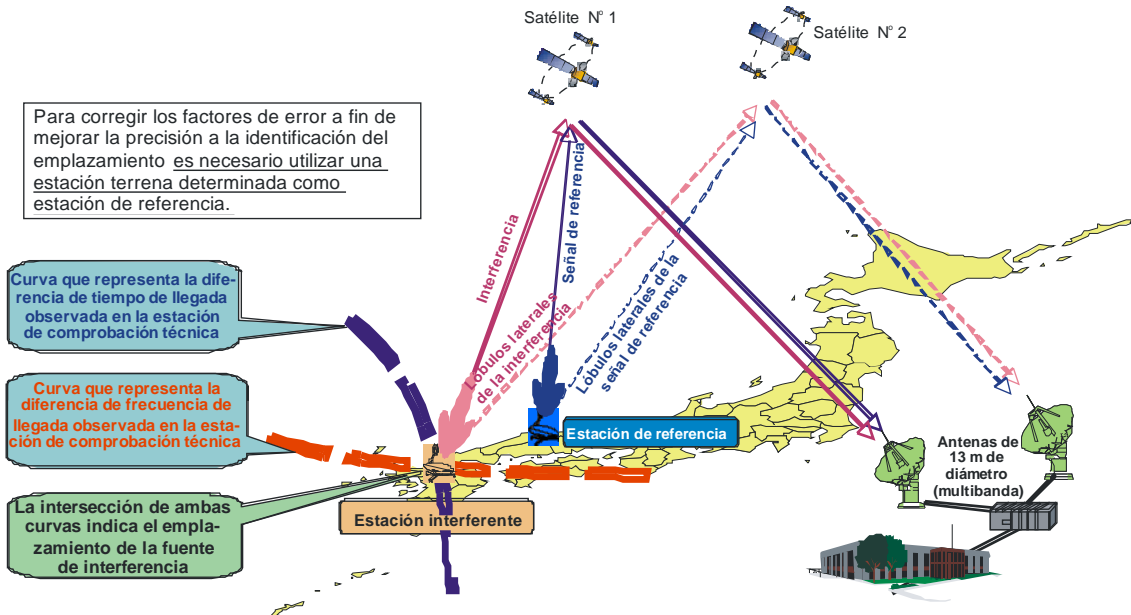 Satélite N° 1
Satélite N° 2
Para corregir los factores de error a fin de
mejorar la precisión a la identificación del
emplazamiento es necesario utilizar una
estación terrena determinada como
estación de referencia.
Interferencia
Señal de referencia
Lóbulos laterales
de la interferencia
Lóbulos laterales de la
señal de referencia
Curva que representa la dife-
rencia de tiempo de llegada
observada en la estación
de comprobación técnica
Curva que representa la
diferencia de frecuencia de
llegada observada en la esta-
ción de comprobación técnica
La intersección de ambas
curvas indica el empla-
zamiento de la fuente
de interferencia
Estación de referencia
Estación interferente
Antenas de
13 m de
diámetro
(multibanda)